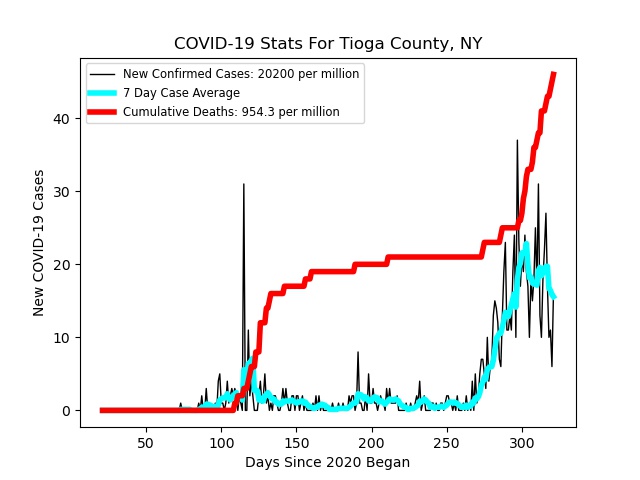 COVID-19 Stats For Tioga County, NY
New Confirmed Cases: 20200 per million
7 Day Case Average
Cumulative Deaths: 954.3 per million
New COVID-19 Cases
40
30
20
10
0
50 100 150 200 250 300
Days Since 2020 Began